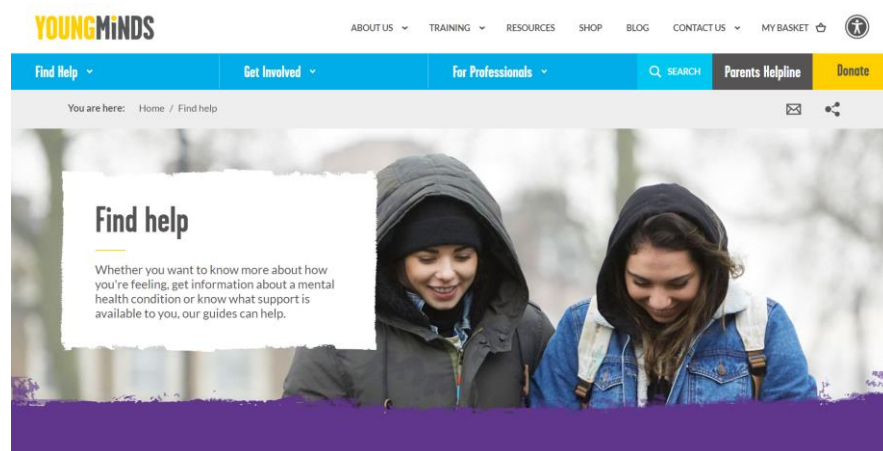 YOUNGMiNDS
ABOUT US TRAINING RESOURCES SHOP BLOG CONTACT US MY BASKET
Find Help Get Involved For Professionals SEARCH Parents Helpline Donate
You are here: Home / Find help
Find help
Whether you want to know more about how
you're feeling, get information about a mental
health condition or know what support is
available to you, our guides can help.